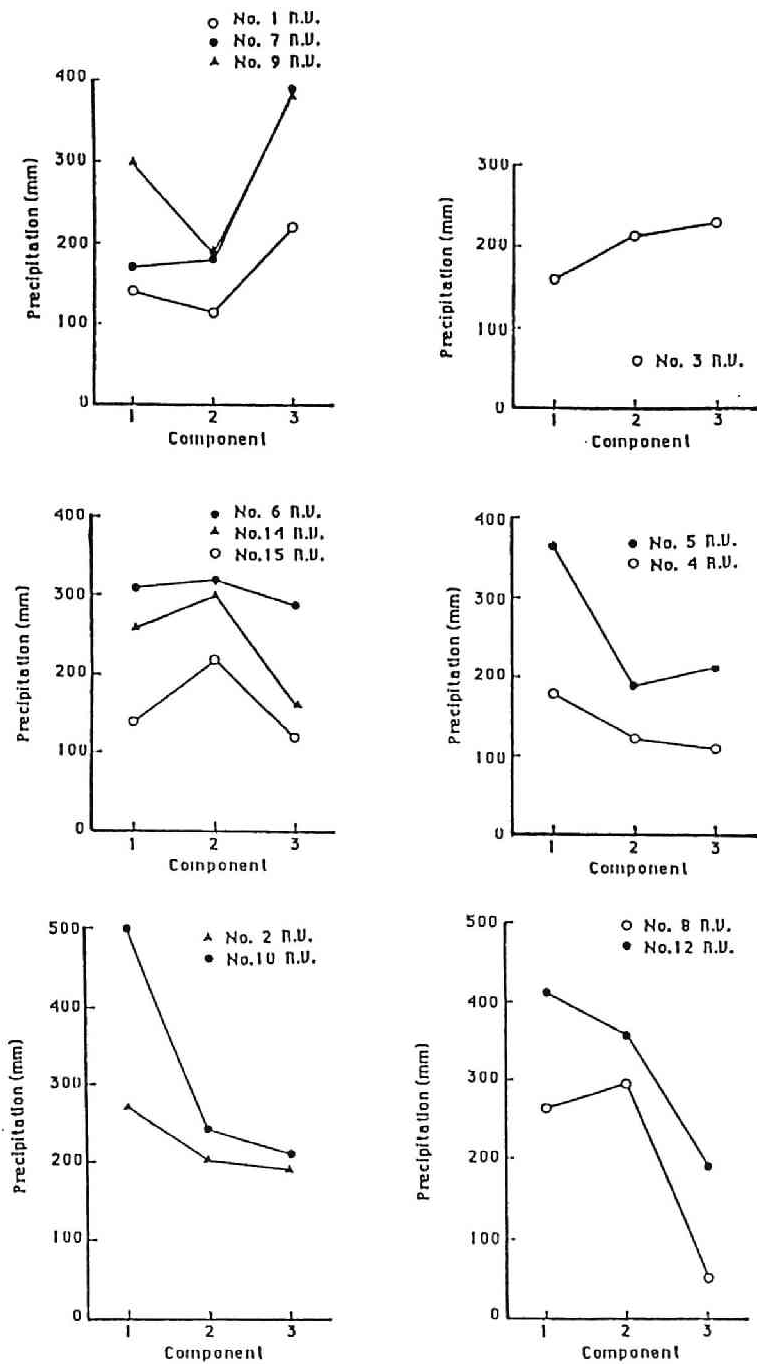 No. 1 R.V.
No. 7 R.V.
No. 9 R.V.
400
300
200
100
0
Precipitation (mm)
1 2 3
Component
300
200
100
0
Precipitation (mm)
No. 3 R.V.
1 2 3
Component
No. 6 R.V.
No.14 R.V.
No.15 R.V.
400
300
200
100
0
Precipitation (mm)
1 2 3
Component
No. 5 R.V.
No. 4 R.V.
400
300
200
100
0
Precipitation (mm)
1 2 3
Component
No. 2 R.V.
No.10 R.V.
500
400
300
200
100
0
Precipitation (mm)
1 2 3
Component
No. 8 R.V.
No.12 R.V.
500
400
300
200
100
0
Precipitation (mm)
1 2 3
Component